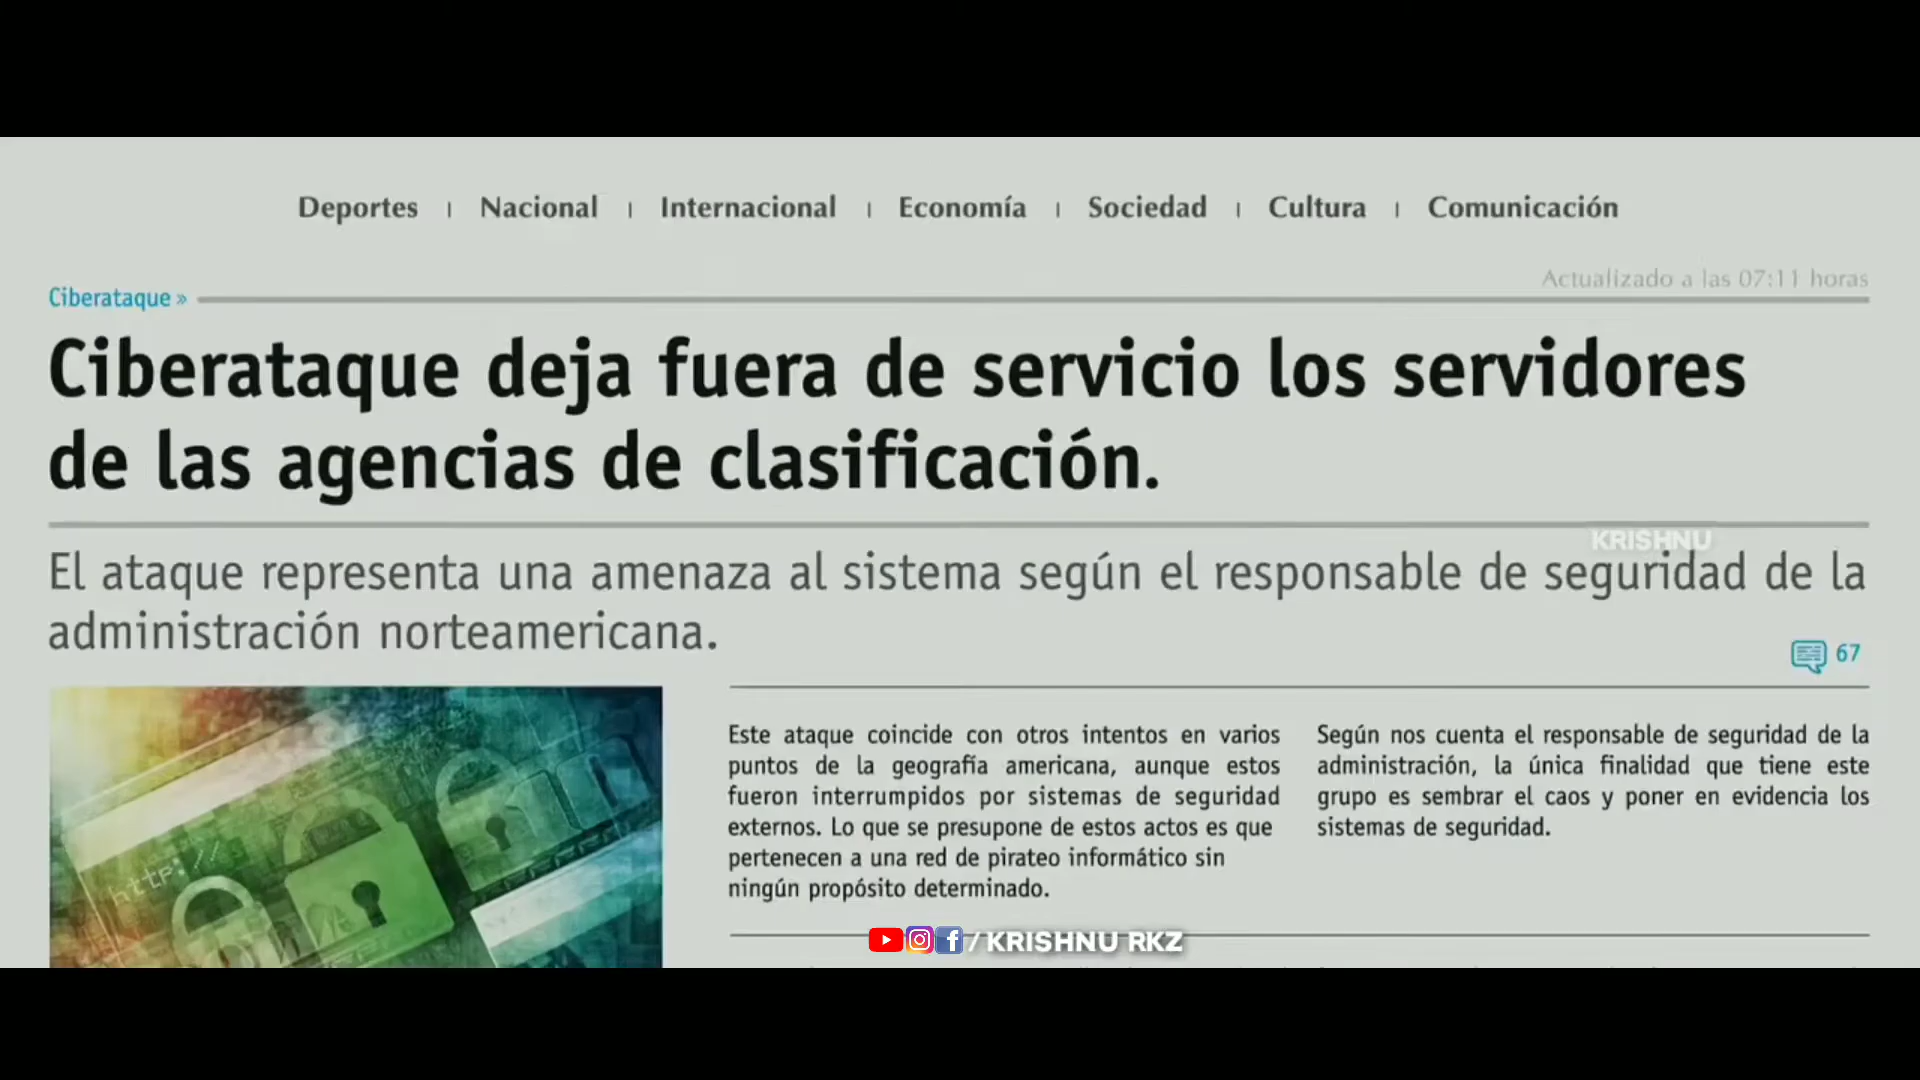 Deportes | Nacional | Internacional | Economía | Sociedad | Cultura | Comunicación
Actualizado a las 07:11 horas
Ciberataque »
Ciberataque deja fuera de servicio los servidores
de las agencias de clasificación.
KRISHNU
El ataque representa una amenaza al sistema según el responsable de seguridad de la
administración norteamericana.
67
Este ataque coincide con otros intentos en varios
puntos de la geografía americana, aunque estos
fueron interrumpidos por sistemas de seguridad
externos. Lo que se presupone de estos actos es que
pertenecen a una red de pirateo informático sin
ningún propósito determinado.
Según nos cuenta el responsable de seguridad de la
administración, la única finalidad que tiene este
grupo es sembrar el caos y poner en evidencia los
sistemas de seguridad.
http://
/ KRISHNU RKZ